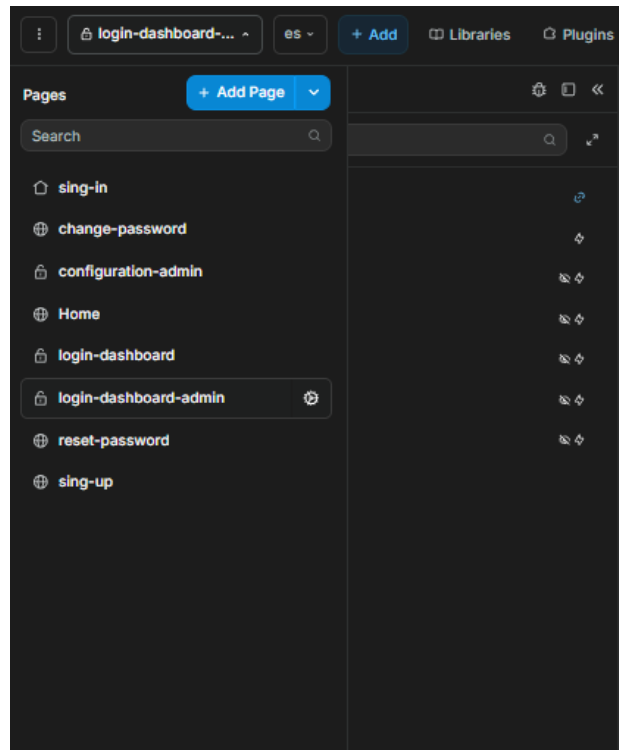 login-dashboard-... es + Add Libraries Plugins
Pages + Add Page
Search
sing-in
change-password
configuration-admin
Home
login-dashboard
login-dashboard-admin
reset-password
sing-up